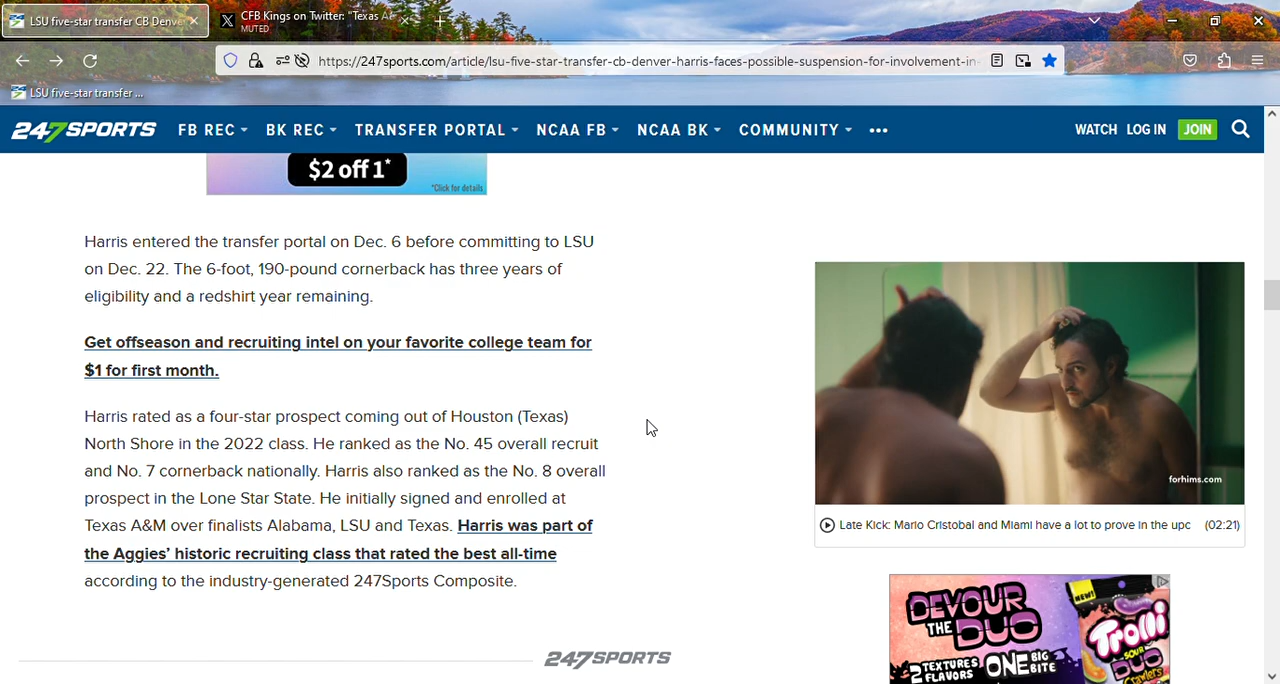 LSU five-star transfer CB Denve
CFB Kings on Twitter: "Texas A&
MUTED
https://247sports.com/article/lsu-five-star-transfer-cb-denver-harris-faces-possible-suspension-for-involvement-in-
LSU five-star transfer ...
247SPORTS
FB REC
BK REC
TRANSFER PORTAL
NCAA FB
NCAA BK
COMMUNITY
WATCH
LOG IN
JOIN
$2 off 1*
*Click for details
Harris entered the transfer portal on Dec. 6 before committing to LSU
on Dec. 22. The 6-foot, 190-pound cornerback has three years of
eligibility and a redshirt year remaining.
Get offseason and recruiting intel on your favorite college team for
$1 for first month.
Harris rated as a four-star prospect coming out of Houston (Texas)
North Shore in the 2022 class. He ranked as the No. 45 overall recruit
and No. 7 cornerback nationally. Harris also ranked as the No. 8 overall
prospect in the Lone Star State. He initially signed and enrolled at
Texas A&M over finalists Alabama, LSU and Texas. Harris was part of
the Aggies' historic recruiting class that rated the best all-time
according to the industry-generated 247Sports Composite.
247SPORTS
forhims.com
Late Kick: Mario Cristobal and Miami have a lot to prove in the upc
(02:21)
DEVOUR
THE DUO
2 TEXTURES
FLAVORS
ONE BIG
BITE
NEW!
Trolli
SOUR
DUO
Crawlers